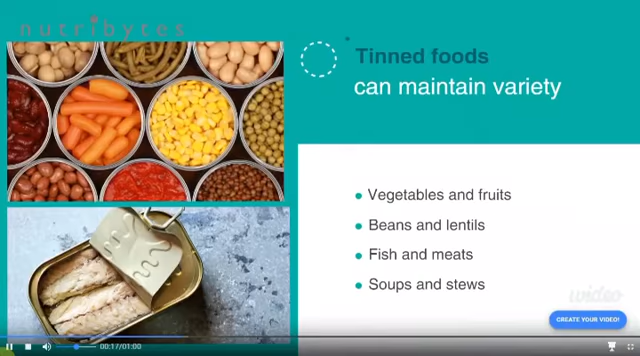 nutribytes
Tinned foods
can maintain variety
Vegetables and fruits
Beans and lentils
Fish and meats
Soups and stews
wideo
CREATE YOUR VIDEO!
00:17/01:00